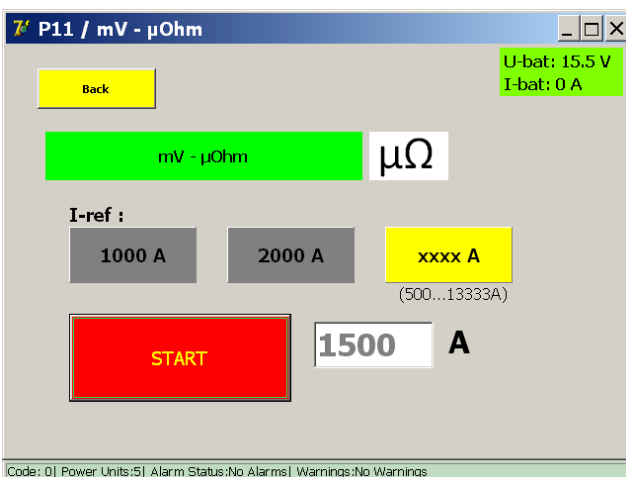 P11 / mV - µOhm
U-bat: 15.5 V
I-bat: 0 A
Back
mV - µOhm
µΩ
I-ref :
1000 A
2000 A
xxxx A
(500...13333A)
START
1500
A
Code: 0| Power Units:5| Alarm Status:No Alarms| Warnings:No Warnings